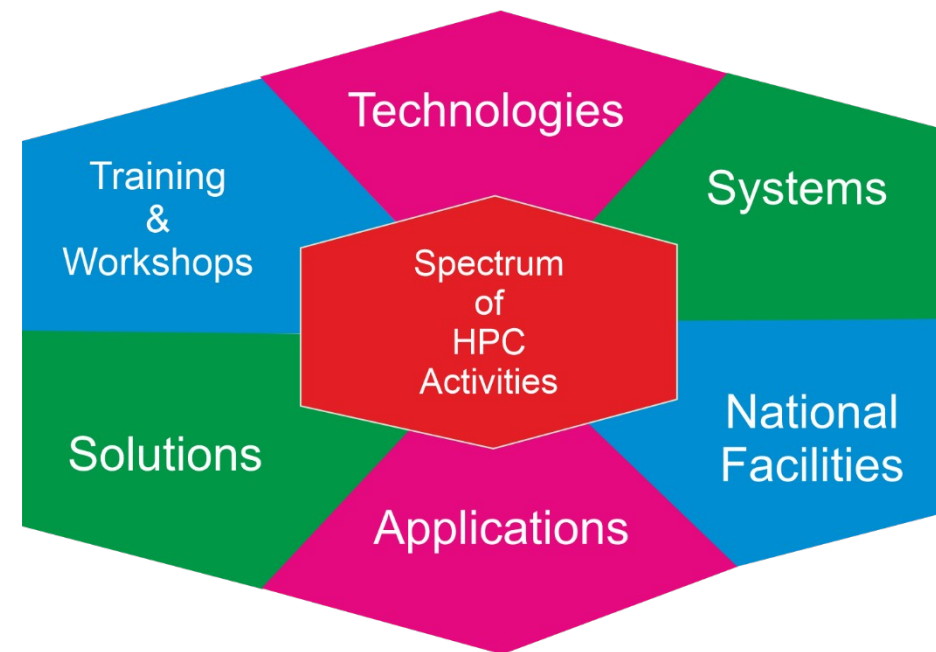 Technologies
Training
&
Workshops
Systems
Spectrum
of
HPC
Activities
National
Facilities
Solutions
Applications